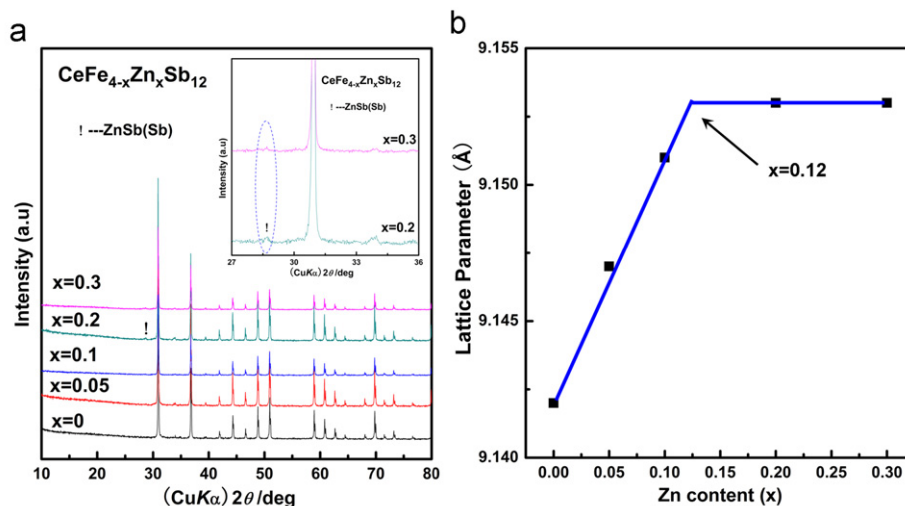 a
CeFe4-xZnxSb12
! ---ZnSb(Sb)
Intensity (a.u)
x=0.3
x=0.2
!
x=0.1
x=0.05
x=0
10 20 30 40 50 60 70 80
(CuKα) 2θ/deg
CeFe4-xZnxSb12
! ---ZnSb(Sb)
Intensity (a.u)
x=0.3
!
x=0.2
27 30 33 36
(CuKα) 2θ/deg
b
Lattice Parameter (Å)
9.155
9.150
9.145
9.140
x=0.12
0.00 0.05 0.10 0.15 0.20 0.25 0.30
Zn content (x)